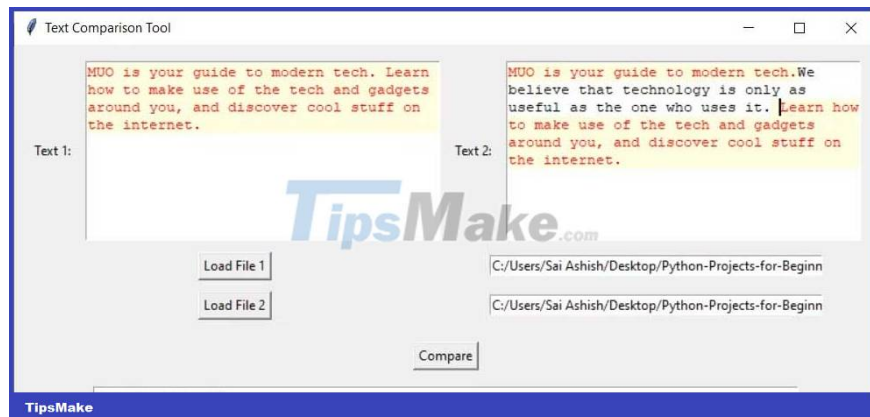 Text Comparison Tool
Text 1:
MUO is your guide to modern tech. Learn
how to make use of the tech and gadgets
around you, and discover cool stuff on
the internet.
Text 2:
MUO is your guide to modern tech.We
believe that technology is only as
useful as the one who uses it. Learn how
to make use of the tech and gadgets
around you, and discover cool stuff on
the internet.
TipsMake.com
Load File 1
C:/Users/Sai Ashish/Desktop/Python-Projects-for-Beginn
Load File 2
C:/Users/Sai Ashish/Desktop/Python-Projects-for-Beginn
Compare
TipsMake